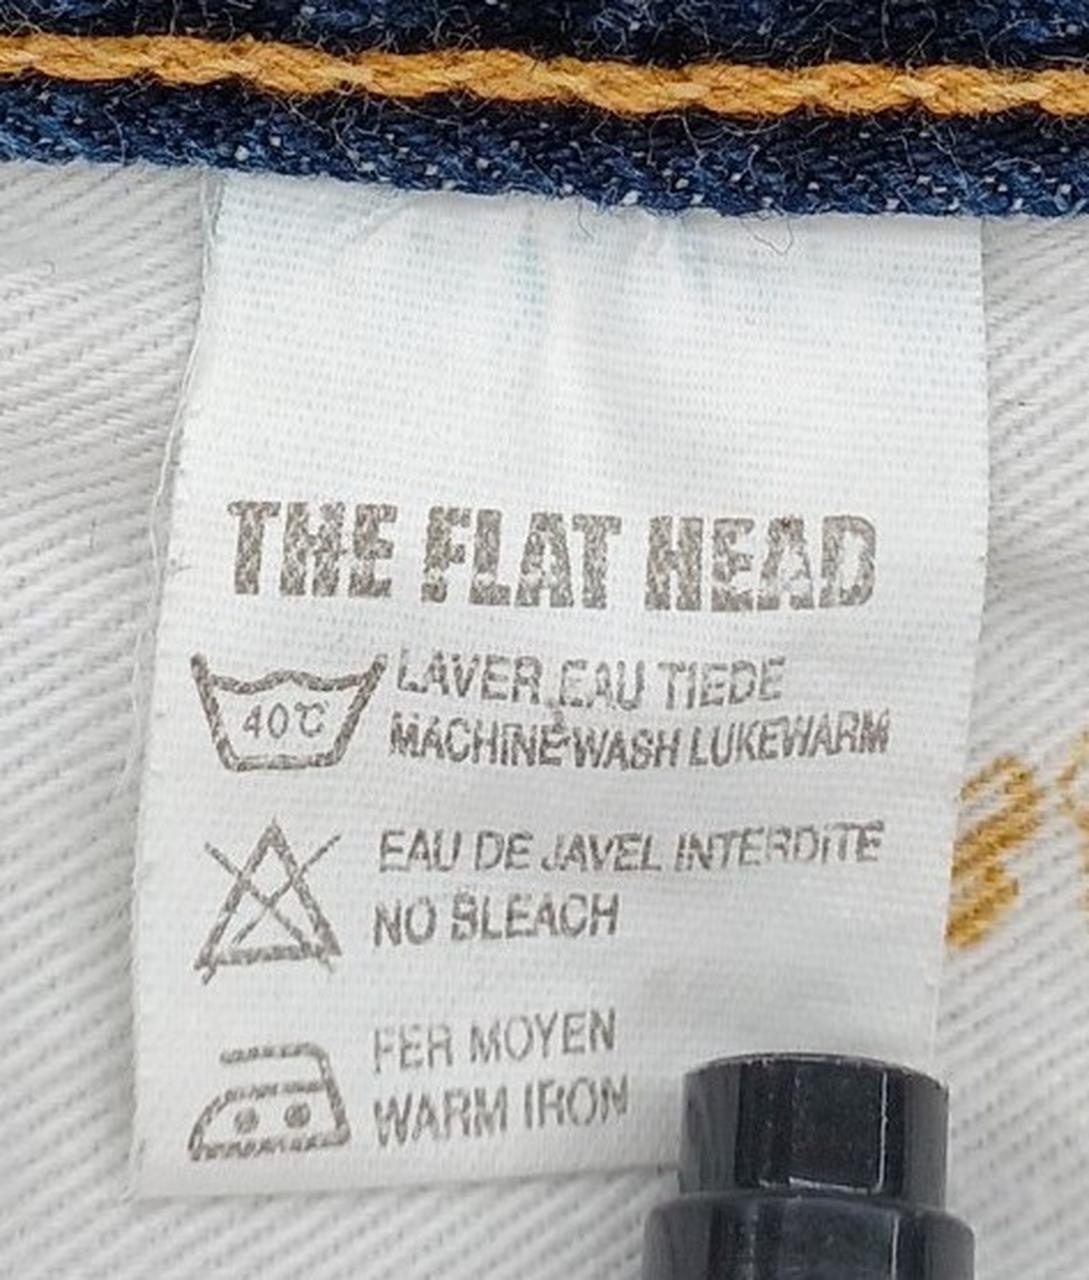 THE FLAT HEAD
LAVER EAU TIEDE
40℃
MACHINE WASH LUKEWARM
EAU DE JAVEL INTERDITE
NO BLEACH
FER MOYEN
WARM IRON